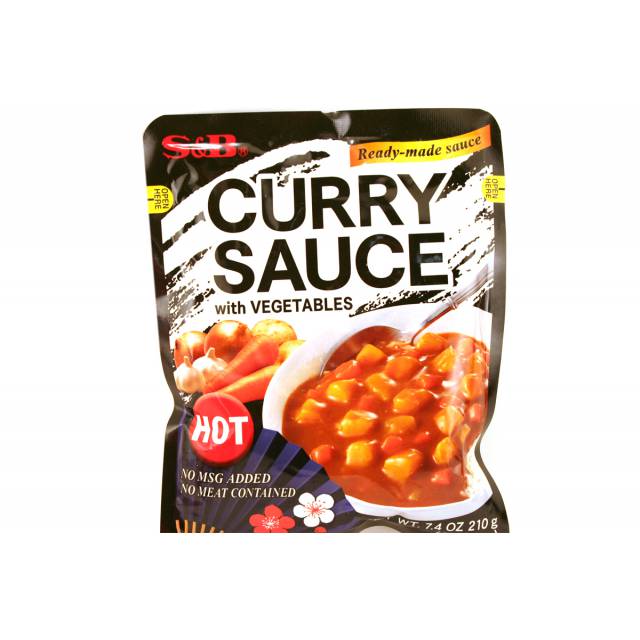 S&B®
Ready-made sauce
OPEN HERE
OPEN HERE
CURRY
SAUCE
with VEGETABLES
HOT
NO MSG ADDED
NO MEAT CONTAINED
WT. 7.4 OZ 210 g